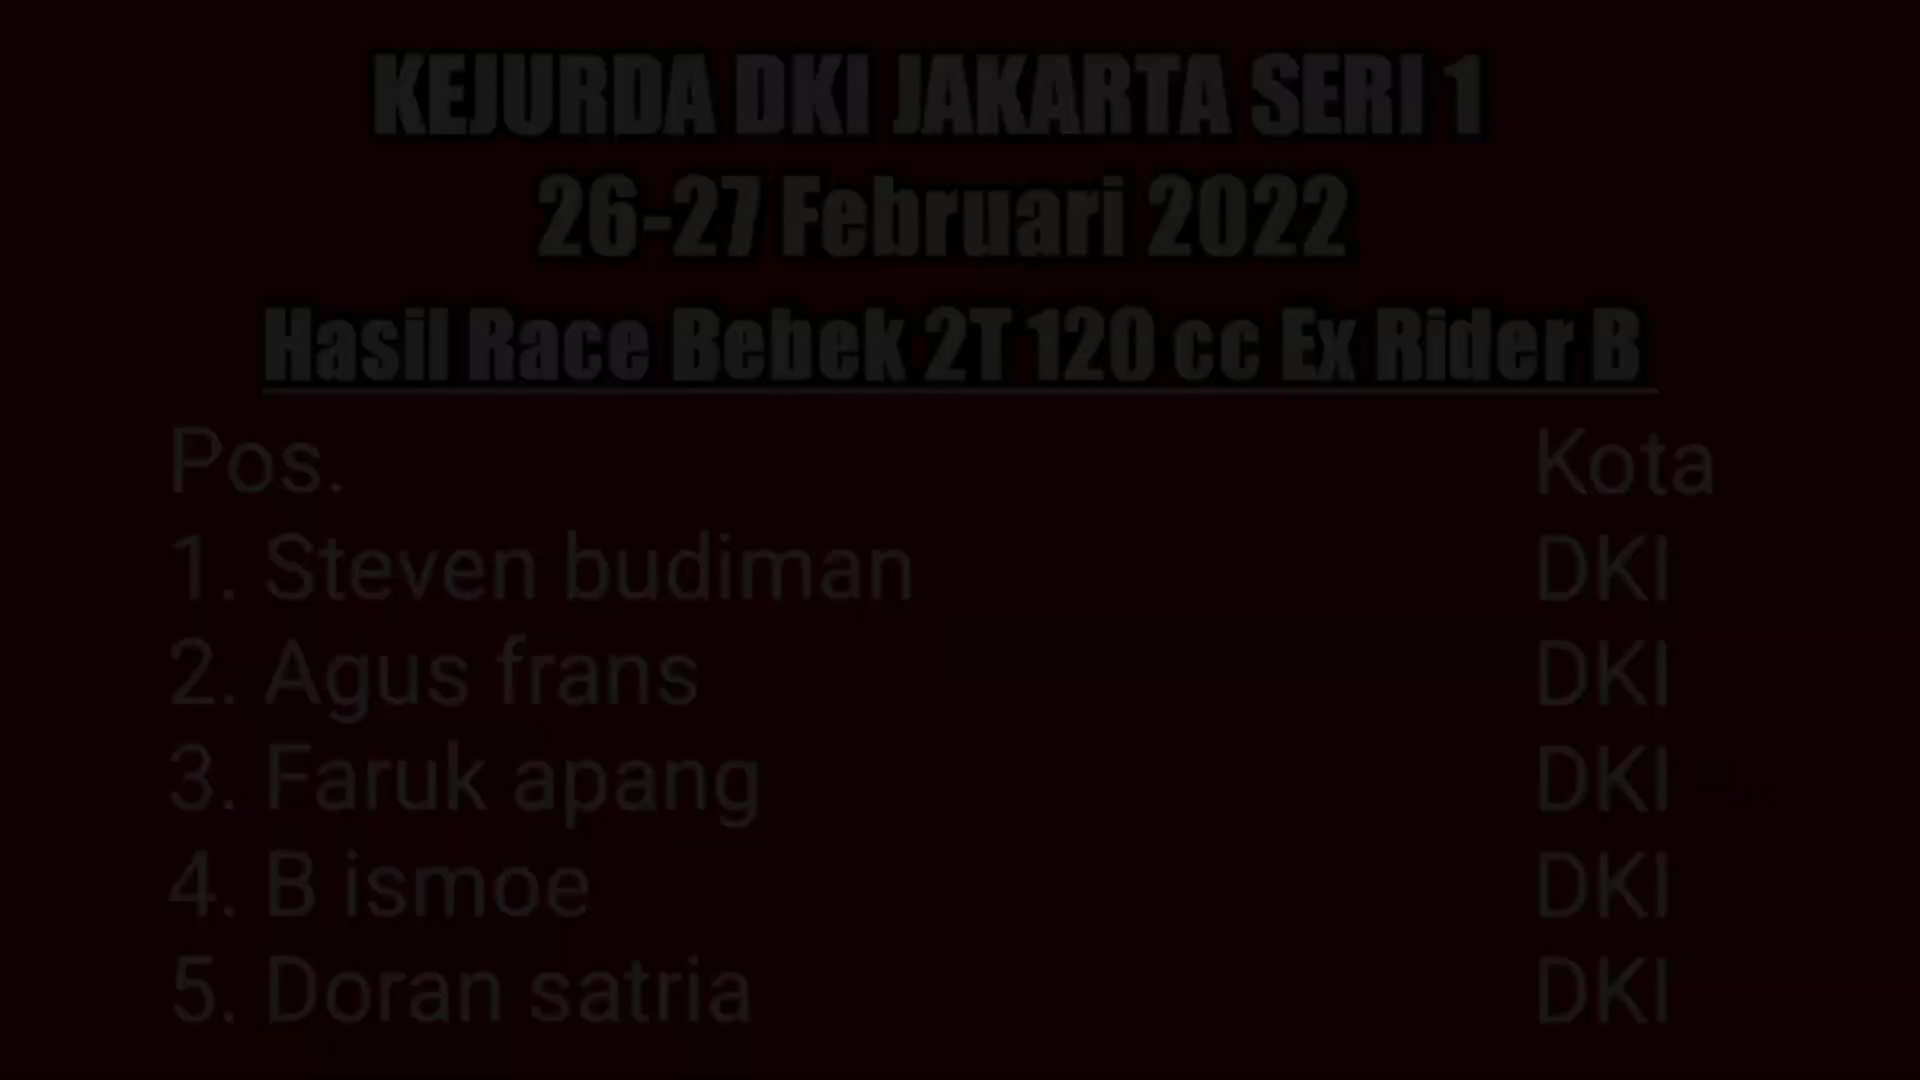 KEJURDA DKI JAKARTA SERI 1
26-27 Februari 2022
Hasil Race Bebek 2T 120 cc Ex Rider B
Pos. Kota
1. Steven budiman DKI
2. Agus frans DKI
3. Faruk apang DKI
4. B ismoe DKI
5. Doran satria DKI